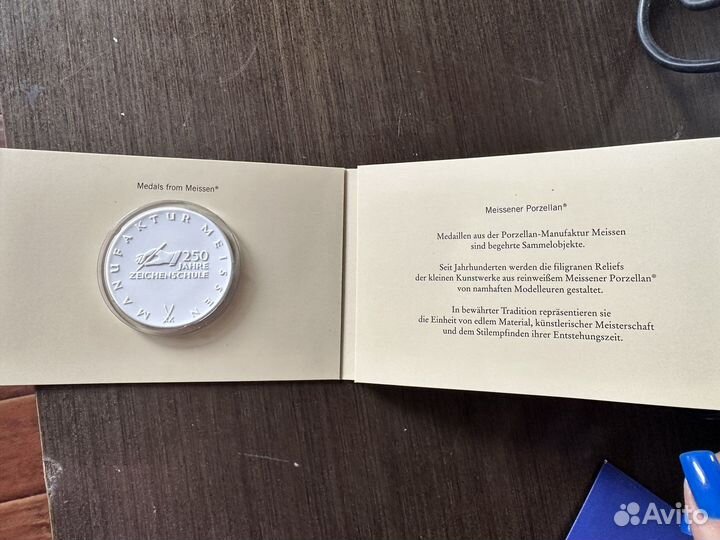 Medals from Meissen®
MANUFAKTUR MEISSEN
250
JAHRE
ZEICHENSCHULE
Meissener Porzellan®
Medaillen aus der Porzellan-Manufaktur Meissen
sind begehrte Sammelobjekte.
Seit Jahrhunderten werden die filigranen Reliefs
der kleinen Kunstwerke aus reinweißem Meissener Porzellan®
von namhaften Modelleuren gestaltet.
In bewährter Tradition repräsentieren sie
die Einheit von edlem Material, künstlerischer Meisterschaft
und dem Stilempfinden ihrer Entstehungszeit.
Avito